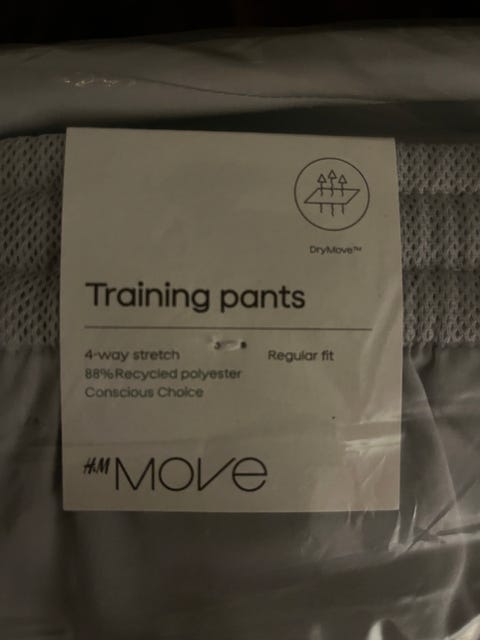 DryMove™
Training pants
4-way stretch Regular fit
88% Recycled polyester
Conscious Choice
H&M MOVE